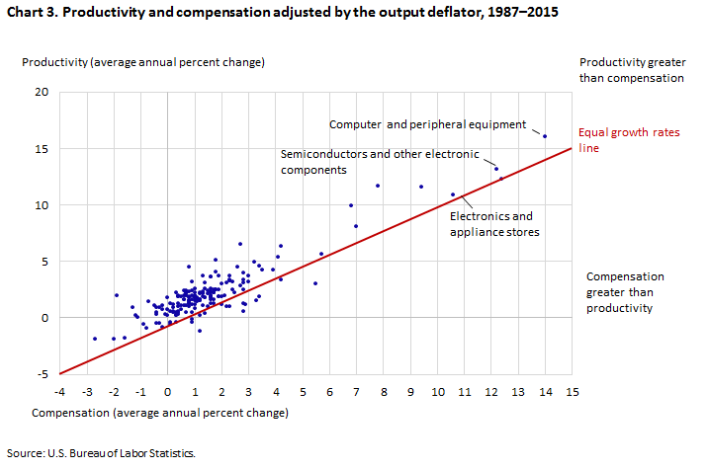 Chart 3. Productivity and compensation adjusted by the output deflator, 1987–2015
Productivity (average annual percent change)
Productivity greater
than compensation
20
15
10
5
0
-5
Computer and peripheral equipment
Semiconductors and other electronic
components
Electronics and
appliance stores
Equal growth rates
line
Compensation
greater than
productivity
-4 -3 -2 -1 0 1 2 3 4 5 6 7 8 9 10 11 12 13 14 15
Compensation (average annual percent change)
Source: U.S. Bureau of Labor Statistics.